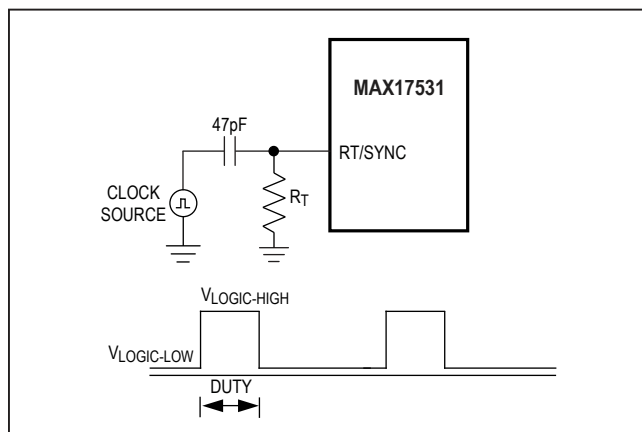 MAX17531
47pF
RT/SYNC
RT
CLOCK
SOURCE
VLOGIC-HIGH
VLOGIC-LOW
DUTY